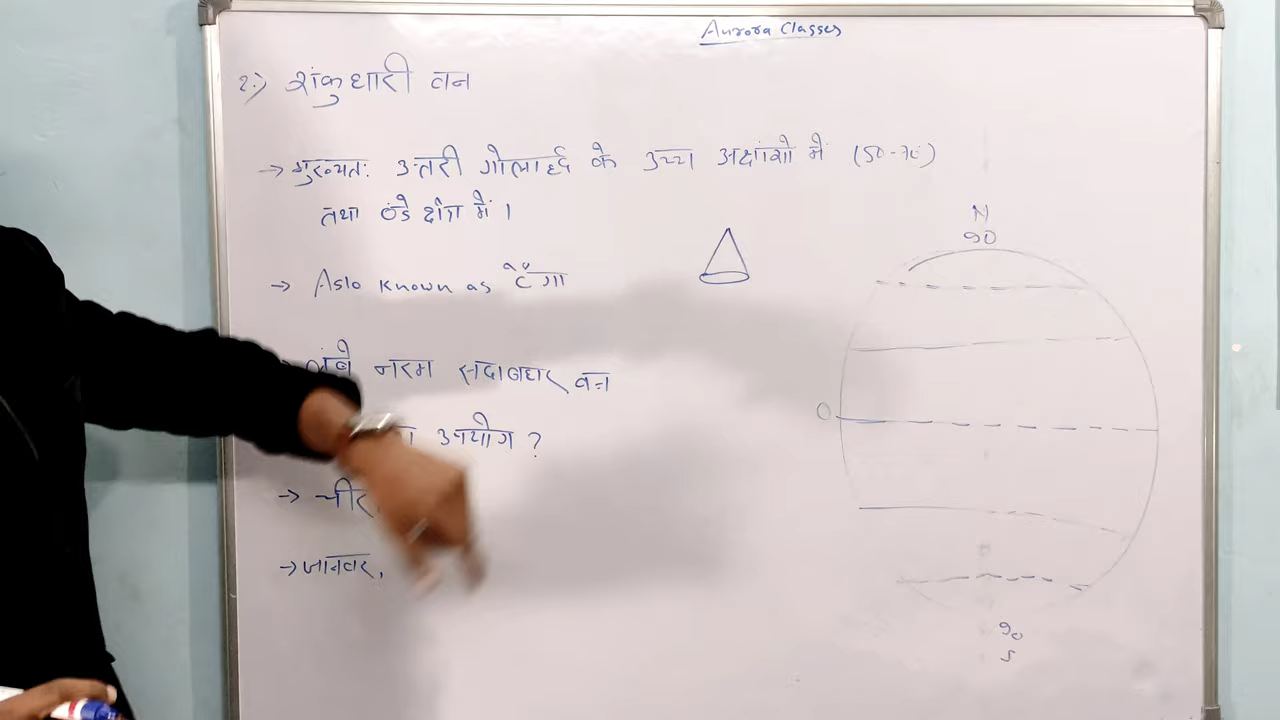 Aurora Classes
2.) शंकुधारी वन
→ मुख्यतः उत्तरी गोलार्द्ध के उच्च अक्षांशो में (50-70°)
तथा ठंडे क्षेत्र में।
→ Aslo known as टैगा
नरम सदाबहार वन
उपयोग ?
→ चीड़
→ जानवर,
N
90
0
90
S